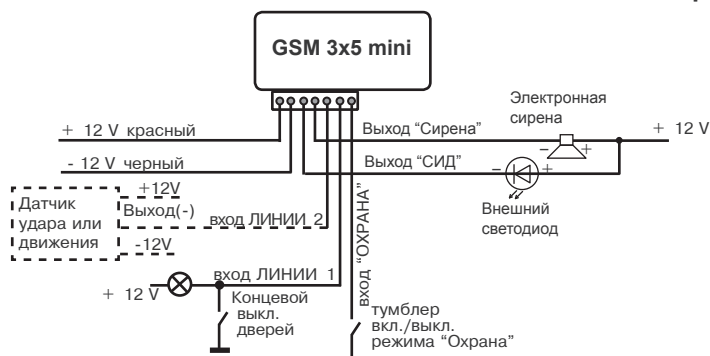 GSM 3x5 mini
Электронная
сирена
+ 12 V красный
Выход “Сирена”
+ 12 V
- +
- 12 V черный
Выход “СИД”
- +
+12V
Датчик
удара или
движения
Выход(-)
вход ЛИНИИ 2
-12V
Внешний
светодиод
вход “ОХРАНА”
вход ЛИНИИ 1
+ 12 V
Концевой
выкл.
дверей
тумблер
вкл./выкл.
режима “Охрана”